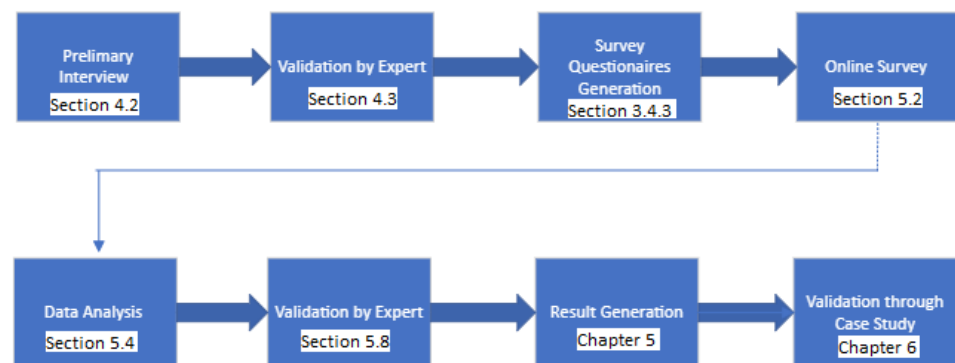 Prelimary
Interview
Section 4.2
Validation by Expert
Section 4.3
Survey
Questionaires
Generation
Section 3.4.3
Online Survey
Section 5.2
Data Analysis
Section 5.4
Validation by Expert
Section 5.8
Result Generation
Chapter 5
Validation through
Case Study
Chapter 6